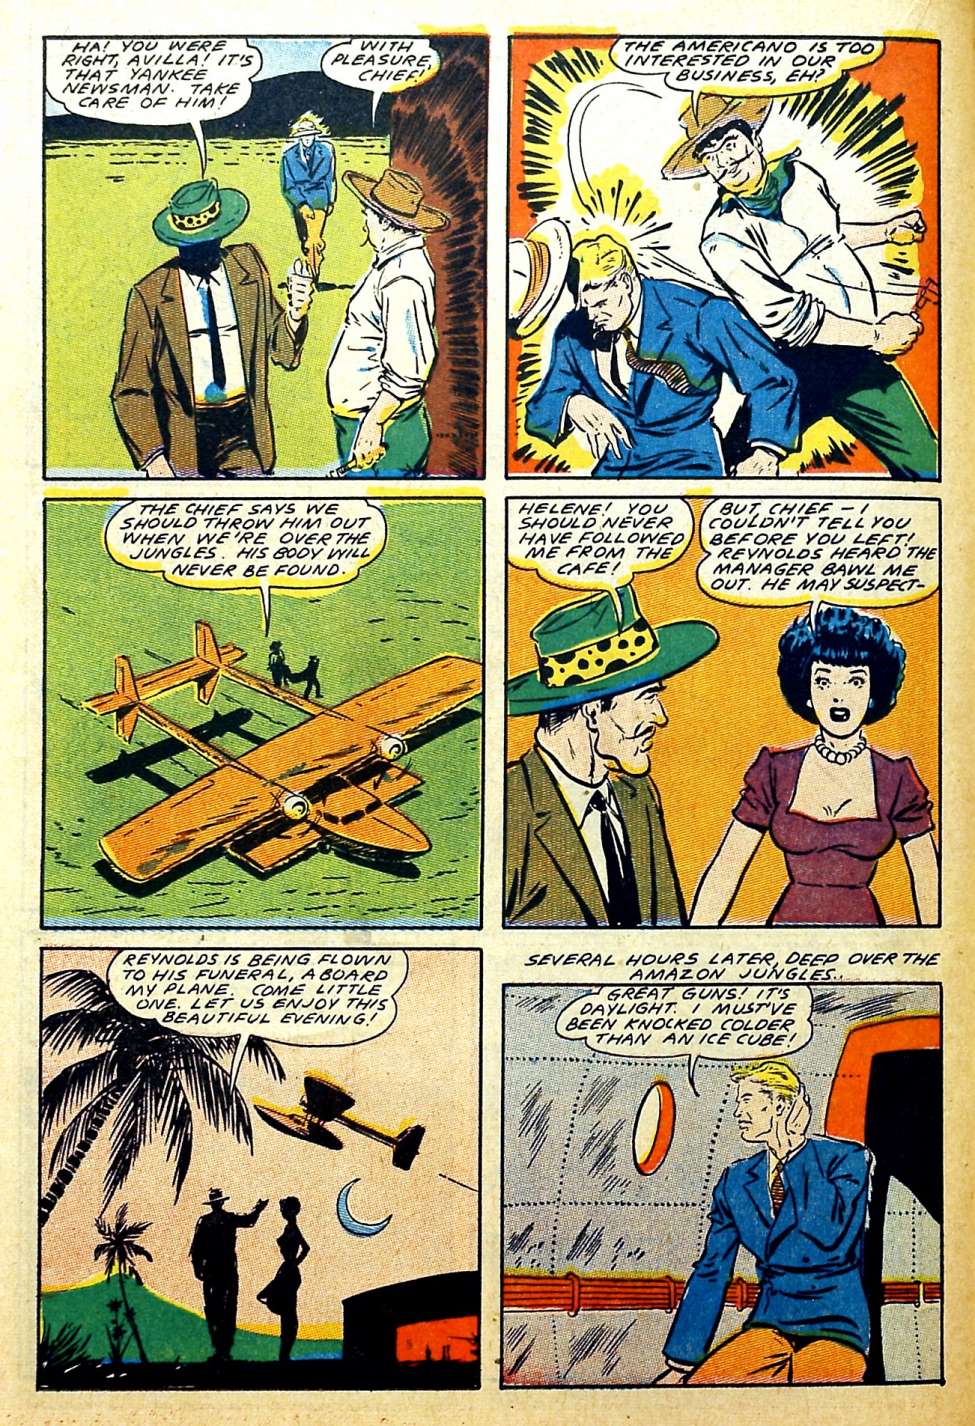 HA! YOU WERE
RIGHT, AVILLA! IT'S
THAT YANKEE
NEWSMAN. TAKE
CARE OF HIM!
WITH
PLEASURE,
CHIEF!
THE AMERICANO IS TOO
INTERESTED IN OUR
BUSINESS, EH?
THE CHIEF SAYS WE
SHOULD THROW HIM OUT
WHEN WE'RE OVER THE
JUNGLES. HIS BODY WILL
NEVER BE FOUND.
HELENE! YOU
SHOULD NEVER
HAVE FOLLOWED
ME FROM THE
CAFE!
BUT, CHIEF - I
COULDN'T TELL YOU
BEFORE YOU LEFT!
REYNOLDS HEARD THE
MANAGER BAWL ME
OUT. HE MAY SUSPECT-
REYNOLDS IS BEING FLOWN
TO HIS FUNERAL, ABOARD
MY PLANE. COME LITTLE
ONE. LET US ENJOY THIS
BEAUTIFUL EVENING!
SEVERAL HOURS LATER, DEEP OVER THE
AMAZON JUNGLES..
GREAT GUNS! IT'S
DAYLIGHT. I MUST'VE
BEEN KNOCKED COLDER
THAN AN ICE CUBE!